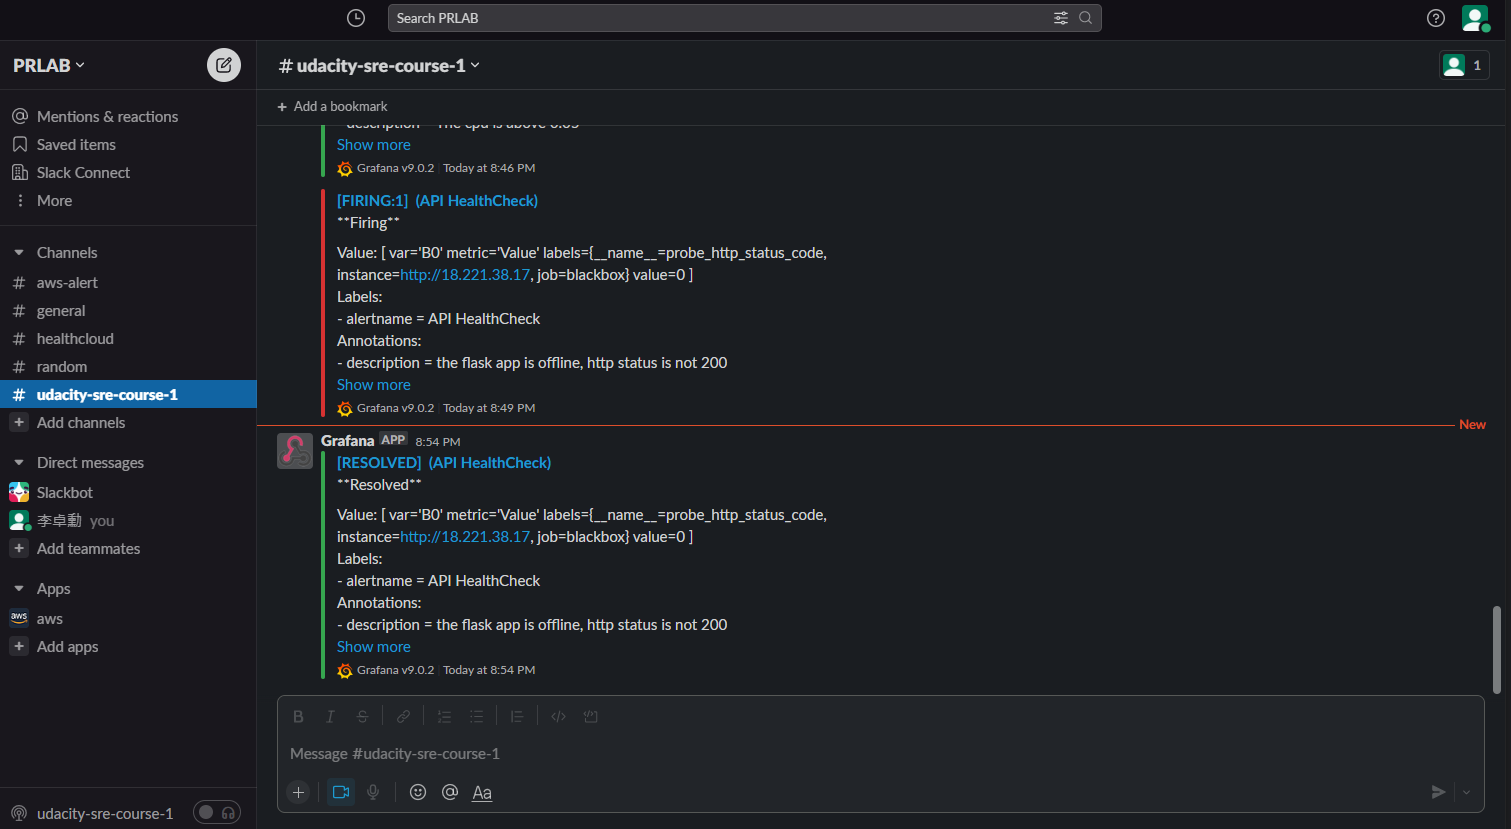 Search PRLAB
PRLAB
# udacity-sre-course-1
1
Mentions & reactions
Saved items
Slack Connect
More
Channels
# aws-alert
# general
# healthcloud
# random
# udacity-sre-course-1
+ Add channels
Direct messages
Slackbot
李卓勳 you
+ Add teammates
Apps
aws aws
+ Add apps
udacity-sre-course-1
+ Add a bookmark
- description = The cpu is above 0.05
Show more
Grafana v9.0.2 | Today at 8:46 PM
[FIRING:1] (API HealthCheck)
**Firing**
Value: [ var='B0' metric='Value' labels={__name__=probe_http_status_code,
instance=http://18.221.38.17, job=blackbox} value=0 ]
Labels:
- alertname = API HealthCheck
Annotations:
- description = the flask app is offline, http status is not 200
Show more
Grafana v9.0.2 | Today at 8:49 PM
New
Grafana APP 8:54 PM
[RESOLVED] (API HealthCheck)
**Resolved**
Value: [ var='B0' metric='Value' labels={__name__=probe_http_status_code,
instance=http://18.221.38.17, job=blackbox} value=0 ]
Labels:
- alertname = API HealthCheck
Annotations:
- description = the flask app is offline, http status is not 200
Show more
Grafana v9.0.2 | Today at 8:54 PM
Message #udacity-sre-course-1
Aa